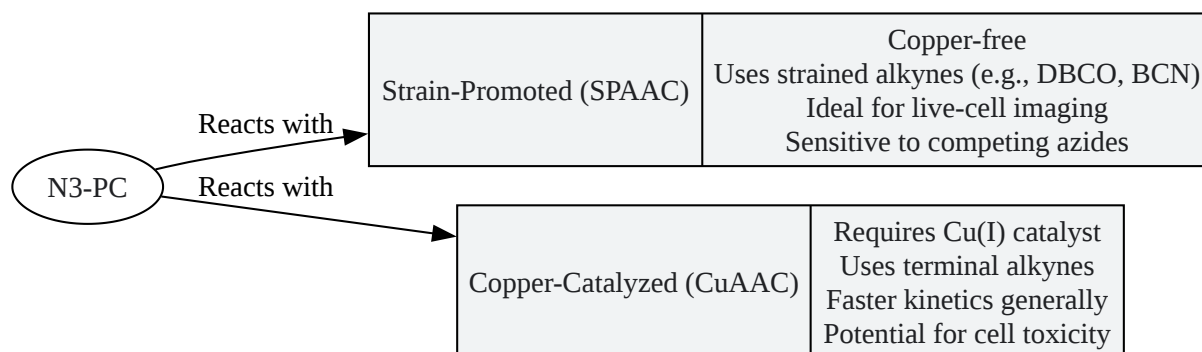 N3-PC
Reacts with
Strain-Promoted (SPAAC)
Copper-free
Uses strained alkynes (e.g., DBCO, BCN)
Ideal for live-cell imaging
Sensitive to competing azides
Reacts with
Copper-Catalyzed (CuAAC)
Requires Cu(I) catalyst
Uses terminal alkynes
Faster kinetics generally
Potential for cell toxicity